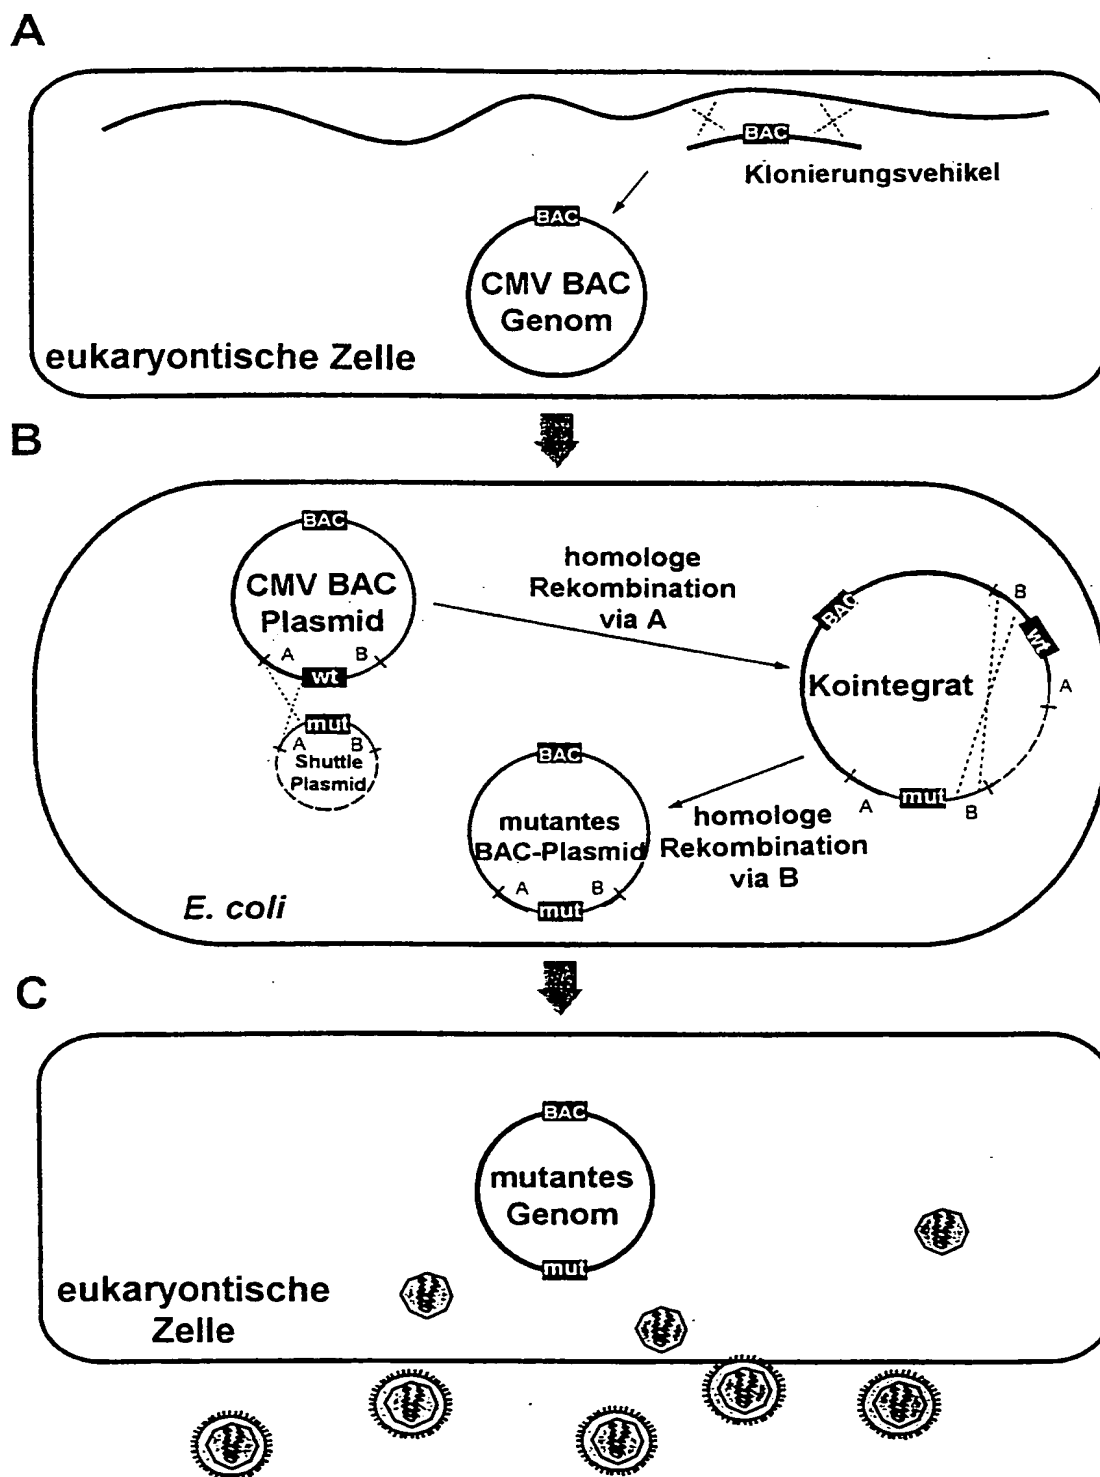 A
BAC
Klonierungsvehikel
BAC
CMV BAC
Genom
eukaryontische Zelle
B
BAC
CMV BAC
Plasmid
A
B
wt
mut
A
B
Shuttle
Plasmid
homologe
Rekombination
via A
BAC
B
wt
Kointegrat
A
A
mut
B
homologe
Rekombination
via B
BAC
mutantes
BAC-Plasmid
A
B
mut
E. coli
C
BAC
mutantes
Genom
mut
eukaryontische
Zelle